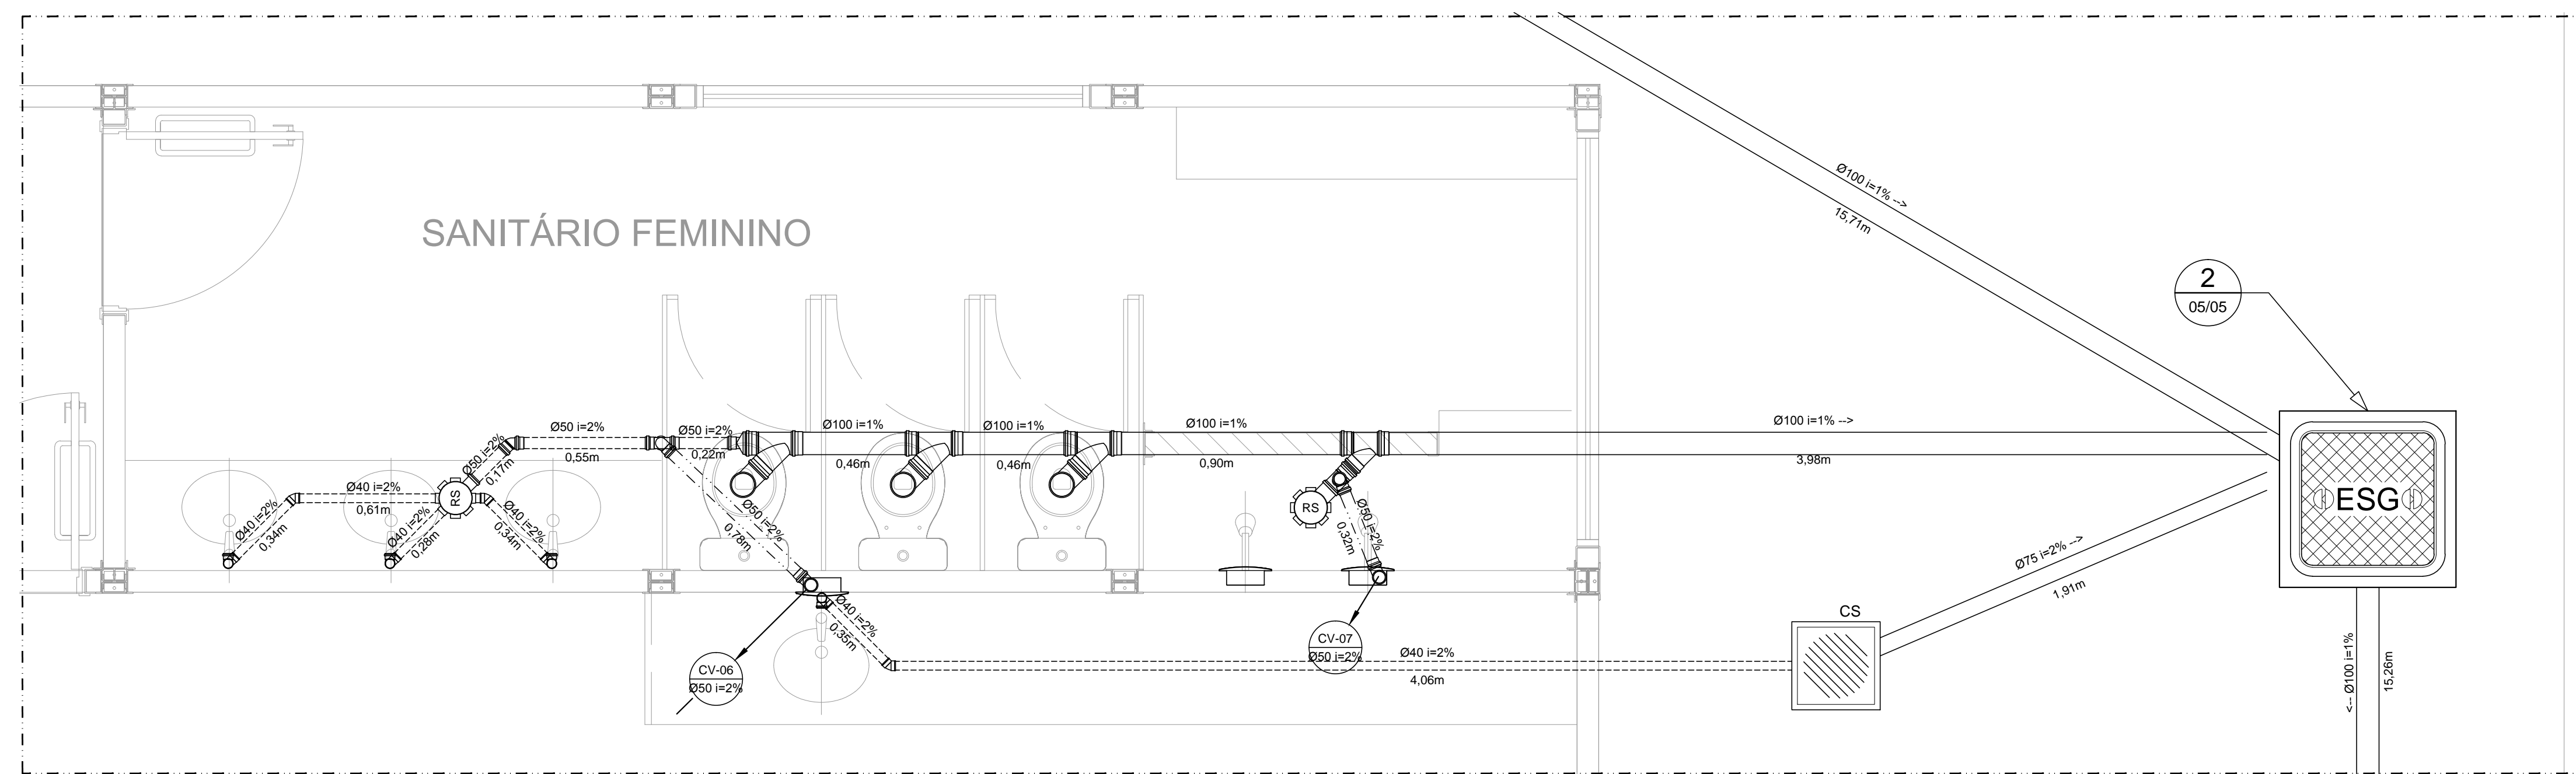 Ø100 i=1% -->
15,71m
SANITÁRIO FEMININO
2
05/05
Ø50 i=2%
0,55m
Ø50 i=2%
0,22m
Ø100 i=1%
0,46m
Ø100 i=1%
0,46m
Ø100 i=1%
0,90m
Ø100 i=1% -->
3,98m
Ø50 i=2%
0,17m
Ø40 i=2%
0,34m
Ø40 i=2%
0,61m
RS
Ø40 i=2%
0,28m
Ø40 i=2%
0,34m
Ø50 i=2%
0,78m
RS
Ø50 i=2%
0,32m
ESG
Ø75 i=2% -->
1,91m
CS
Ø40 i=2%
0,35m
CV-06
Ø50 i=2%
CV-07
Ø50 i=2%
Ø40 i=2%
4,06m
<-- Ø100 i=1%
15,26m